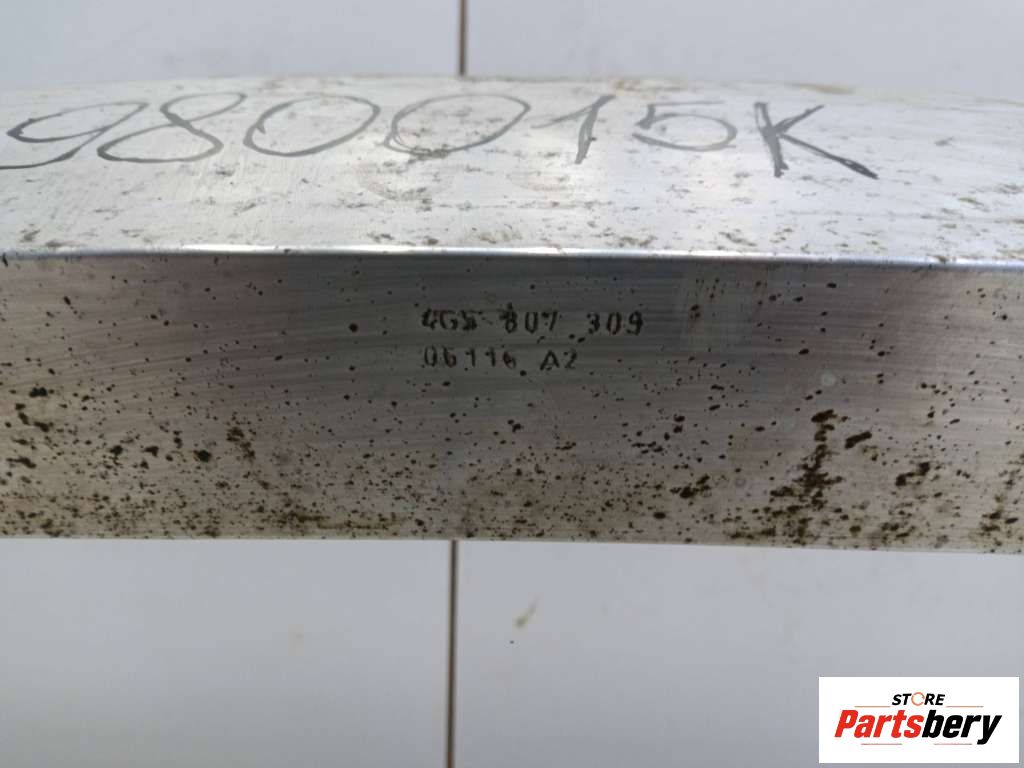 980015K
4G5 807 309
06116 A2
STORE
Partsbery